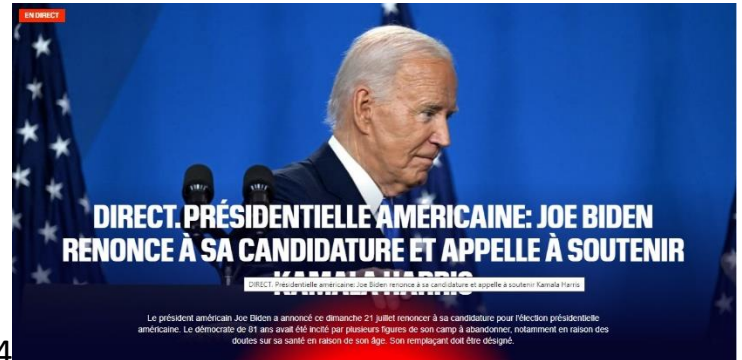 EN DIRECT
DIRECT. PRÉSIDENTIELLE AMÉRICAINE: JOE BIDEN
RENONCE À SA CANDIDATURE ET APPELLE À SOUTENIR
KAMALA HARRIS
DIRECT. Présidentielle américaine: Joe Biden renonce à sa candidature et appelle à soutenir Kamala Harris
Le président américain Joe Biden a annoncé ce dimanche 21 juillet renoncer à sa candidature pour l'élection présidentielle
américaine. Le démocrate de 81 ans avait été incité par plusieurs figures de son camp à abandonner, notamment en raison des
doutes sur sa santé en raison de son âge. Son remplaçant doit être désigné.
4